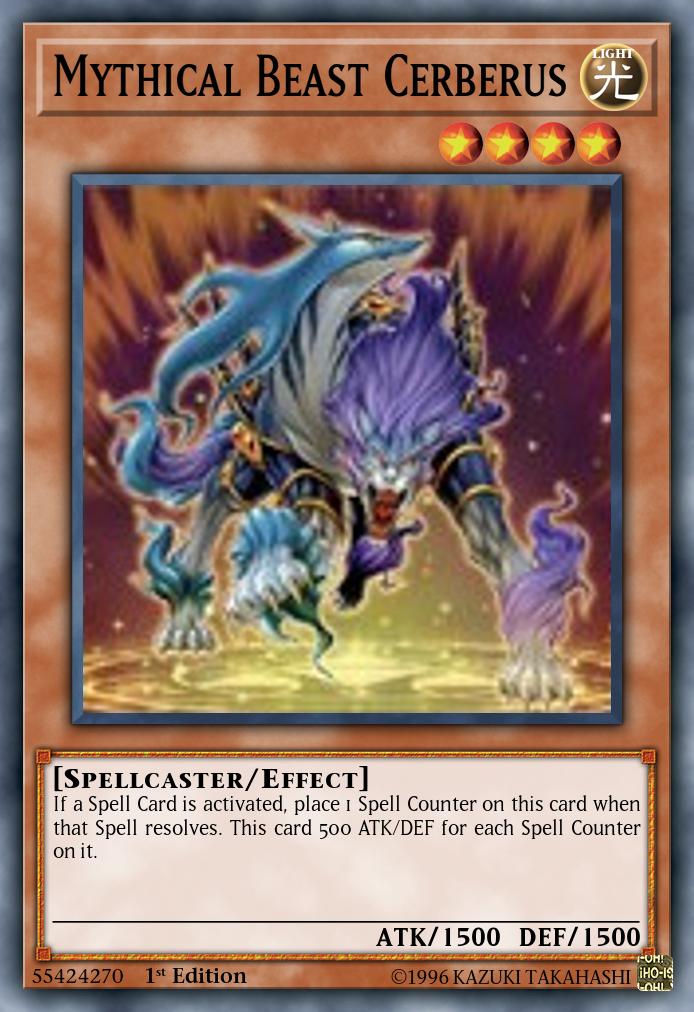 Mythical Beast Cerberus
LIGHT
光
[Spellcaster/Effect]
If a Spell Card is activated, place 1 Spell Counter on this card when
that Spell resolves. This card 500 ATK/DEF for each Spell Counter
on it.
ATK/1500 DEF/1500
55424270 1st Edition ©1996 KAZUKI TAKAHASHI